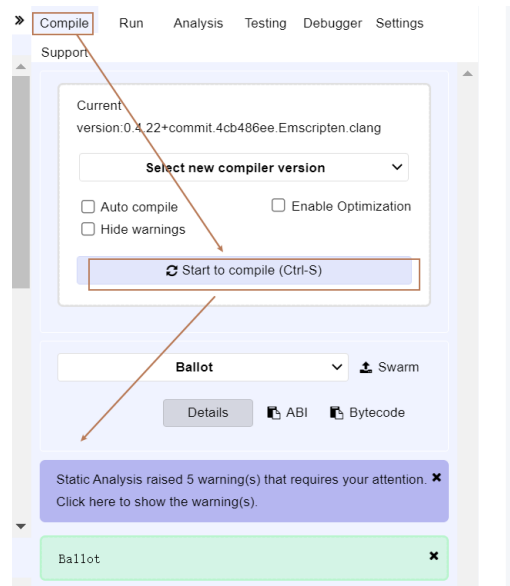 Compile Run Analysis Testing Debugger Settings
Support
Current
version:0.4.22+commit.4cb486ee.Emscripten.clang
Select new compiler version
Auto compile Enable Optimization
Hide warnings
Start to compile (Ctrl-S)
Ballot Swarm
Details ABI Bytecode
Static Analysis raised 5 warning(s) that requires your attention.
Click here to show the warning(s).
Ballot